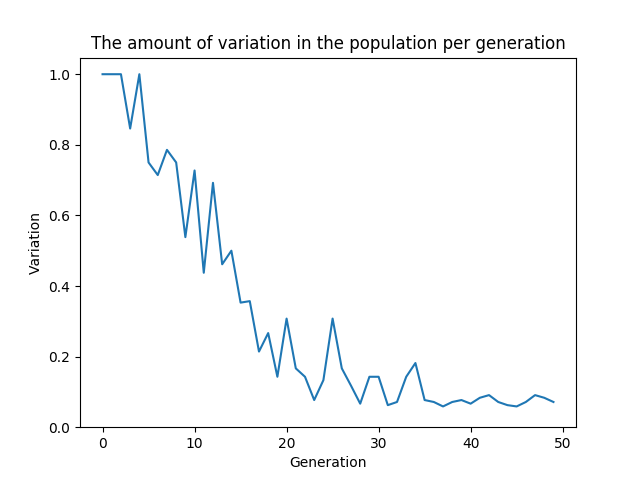 The amount of variation in the population per generation
1.0
0.8
0.6
0.4
0.2
0.0
Variation
0 10 20 30 40 50
Generation